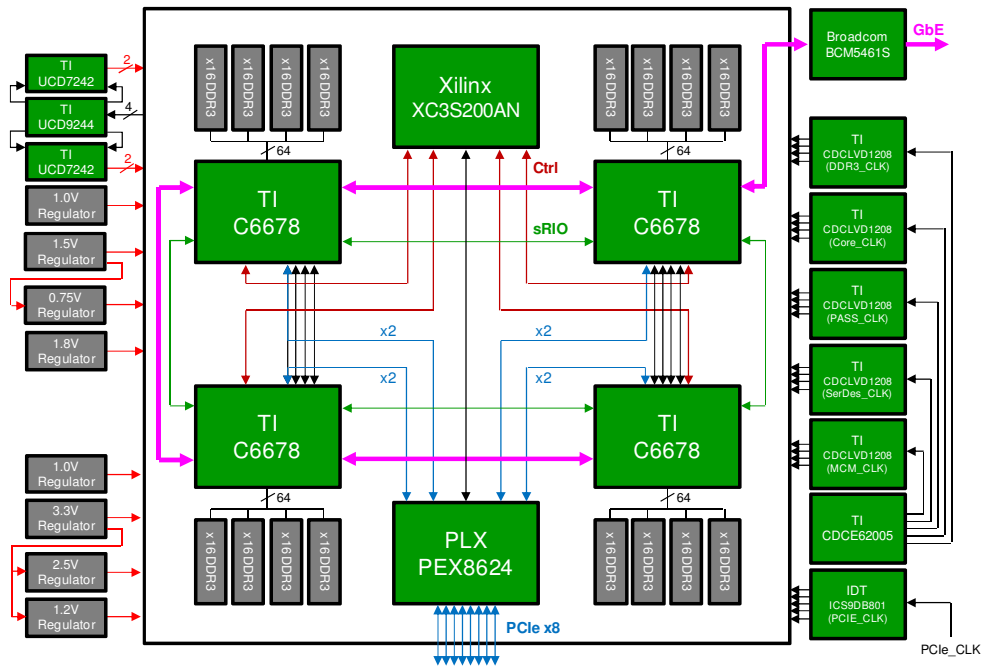 TI
UCD7242
2
TI
UCD9244
4
TI
UCD7242
2
1.0V
Regulator
1.5V
Regulator
0.75V
Regulator
1.8V
Regulator
1.0V
Regulator
3.3V
Regulator
2.5V
Regulator
1.2V
Regulator
x16DDR3
x16DDR3
x16DDR3
x16DDR3
64
Xilinx
XC3S200AN
x16DDR3
x16DDR3
x16DDR3
x16DDR3
64
TI
C6678
Ctrl
sRIO
TI
C6678
x2
x2
x2
x2
TI
C6678
TI
C6678
64
x16DDR3
x16DDR3
x16DDR3
x16DDR3
PLX
PEX8624
PCIe x8
64
x16DDR3
x16DDR3
x16DDR3
x16DDR3
Broadcom
BCM5461S
GbE
TI
CDCLVD1208
(DDR3_CLK)
TI
CDCLVD1208
(Core_CLK)
TI
CDCLVD1208
(PASS_CLK)
TI
CDCLVD1208
(SerDes_CLK)
TI
CDCLVD1208
(MCM_CLK)
TI
CDCE62005
IDT
ICS9DB801
(PCIE_CLK)
PCIe_CLK